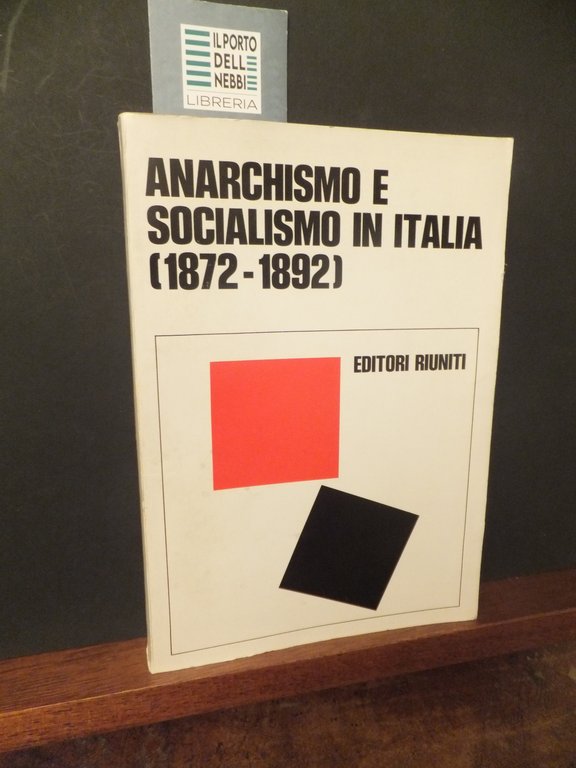 IL PORTO
DELL
NEBBI
LIBRERIA
ANARCHISMO E
SOCIALISMO IN ITALIA
(1872-1892)
EDITORI RIUNITI